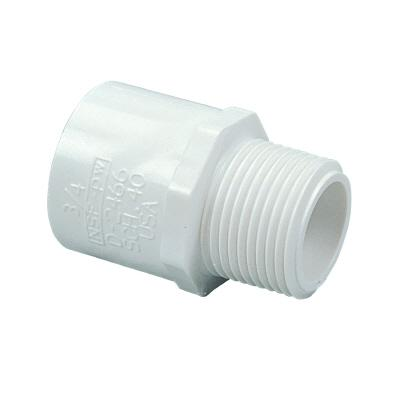 3/4
NSF-pw
D-2466
SCH.40
USA